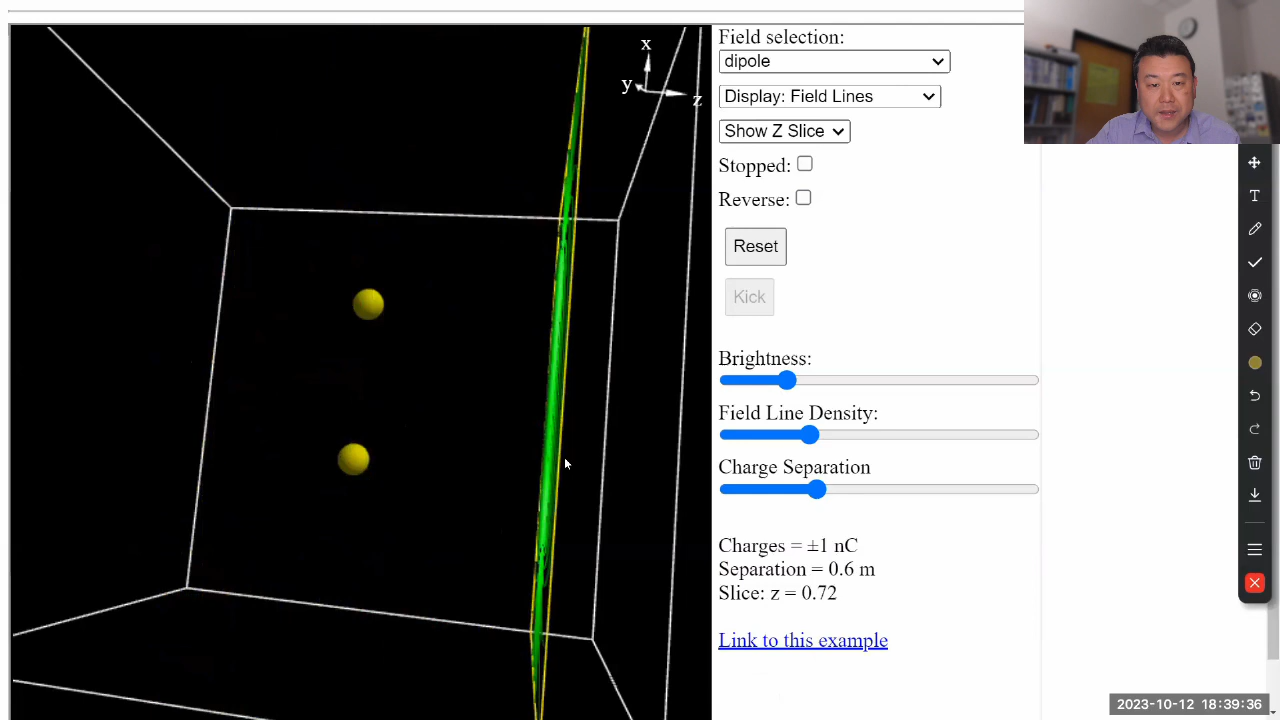 x
y
z
Field selection:
dipole
Display: Field Lines
Show Z Slice
Stopped:
Reverse:
Reset
Kick
Brightness:
Field Line Density:
Charge Separation
Charges = ±1 nC
Separation = 0.6 m
Slice: z = 0.72
Link to this example
T
2023-10-12 18:39:36